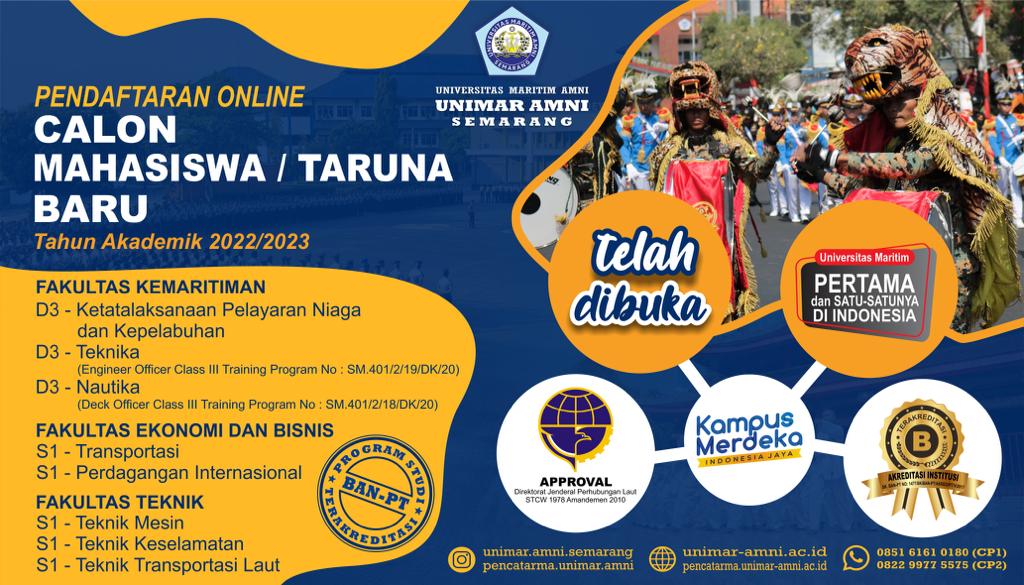 PENDAFTARAN ONLINE
CALON
MAHASISWA / TARUNA
BARU
Tahun Akademik 2022/2023
UNIVERSITAS MARITIM AMNI
SEMARANG
UNIVERSITAS MARITIM AMNI
UNIMAR AMNI
SEMARANG
telah
dibuka
Universitas Maritim
PERTAMA
dan SATU-SATUNYA
DI INDONESIA
FAKULTAS KEMARITIMAN
D3 - Ketatalaksanaan Pelayaran Niaga
dan Kepelabuhan
D3 - Teknika
(Engineer Officer Class III Training Program No : SM.401/2/19/DK/20)
D3 - Nautika
(Deck Officer Class III Training Program No : SM.401/2/18/DK/20)
FAKULTAS EKONOMI DAN BISNIS
S1 - Transportasi
S1 - Perdagangan Internasional
FAKULTAS TEKNIK
S1 - Teknik Mesin
S1 - Teknik Keselamatan
S1 - Teknik Transportasi Laut
PROGRAM STUDI
BAN-PT
TERAKREDITASI
APPROVAL
Direktorat Jenderal Perhubungan Laut
STCW 1978 Amandemen 2010
Kampus
Merdeka
INDONESIA JAYA
TERAKREDITASI
B
AKREDITASI INSTITUSI
unimar.amni.semarang
pencatarma.unimar.amni
unimar-amni.ac.id
pencatarma.unimar-amni.ac.id
0851 6161 0180 (CP1)
0822 9977 5575 (CP2)